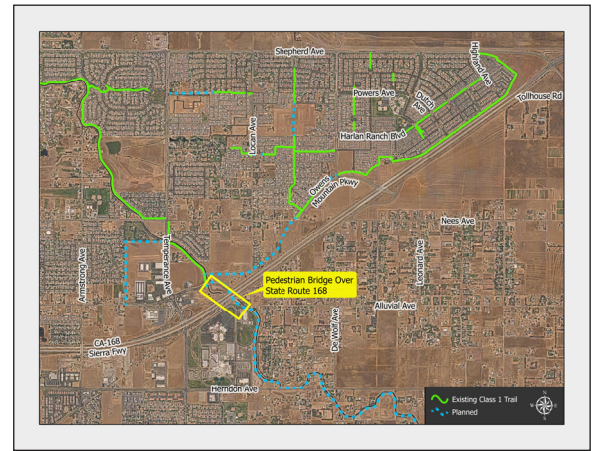 Shepherd Ave
Highland Ave
Powers Ave
Dutch
Ave
Tollhouse Rd
Locan Ave
Harlan Ranch Blvd
Owens
Mountain Pkwy
Nees Ave
Armstrong Ave
Temperance Ave
Leonard Ave
Pedestrian Bridge Over
State Route 168
Alluvial Ave
De Wolf Ave
CA-168
Sierra Fwy
Herndon Ave
Existing Class 1 Trail
Planned